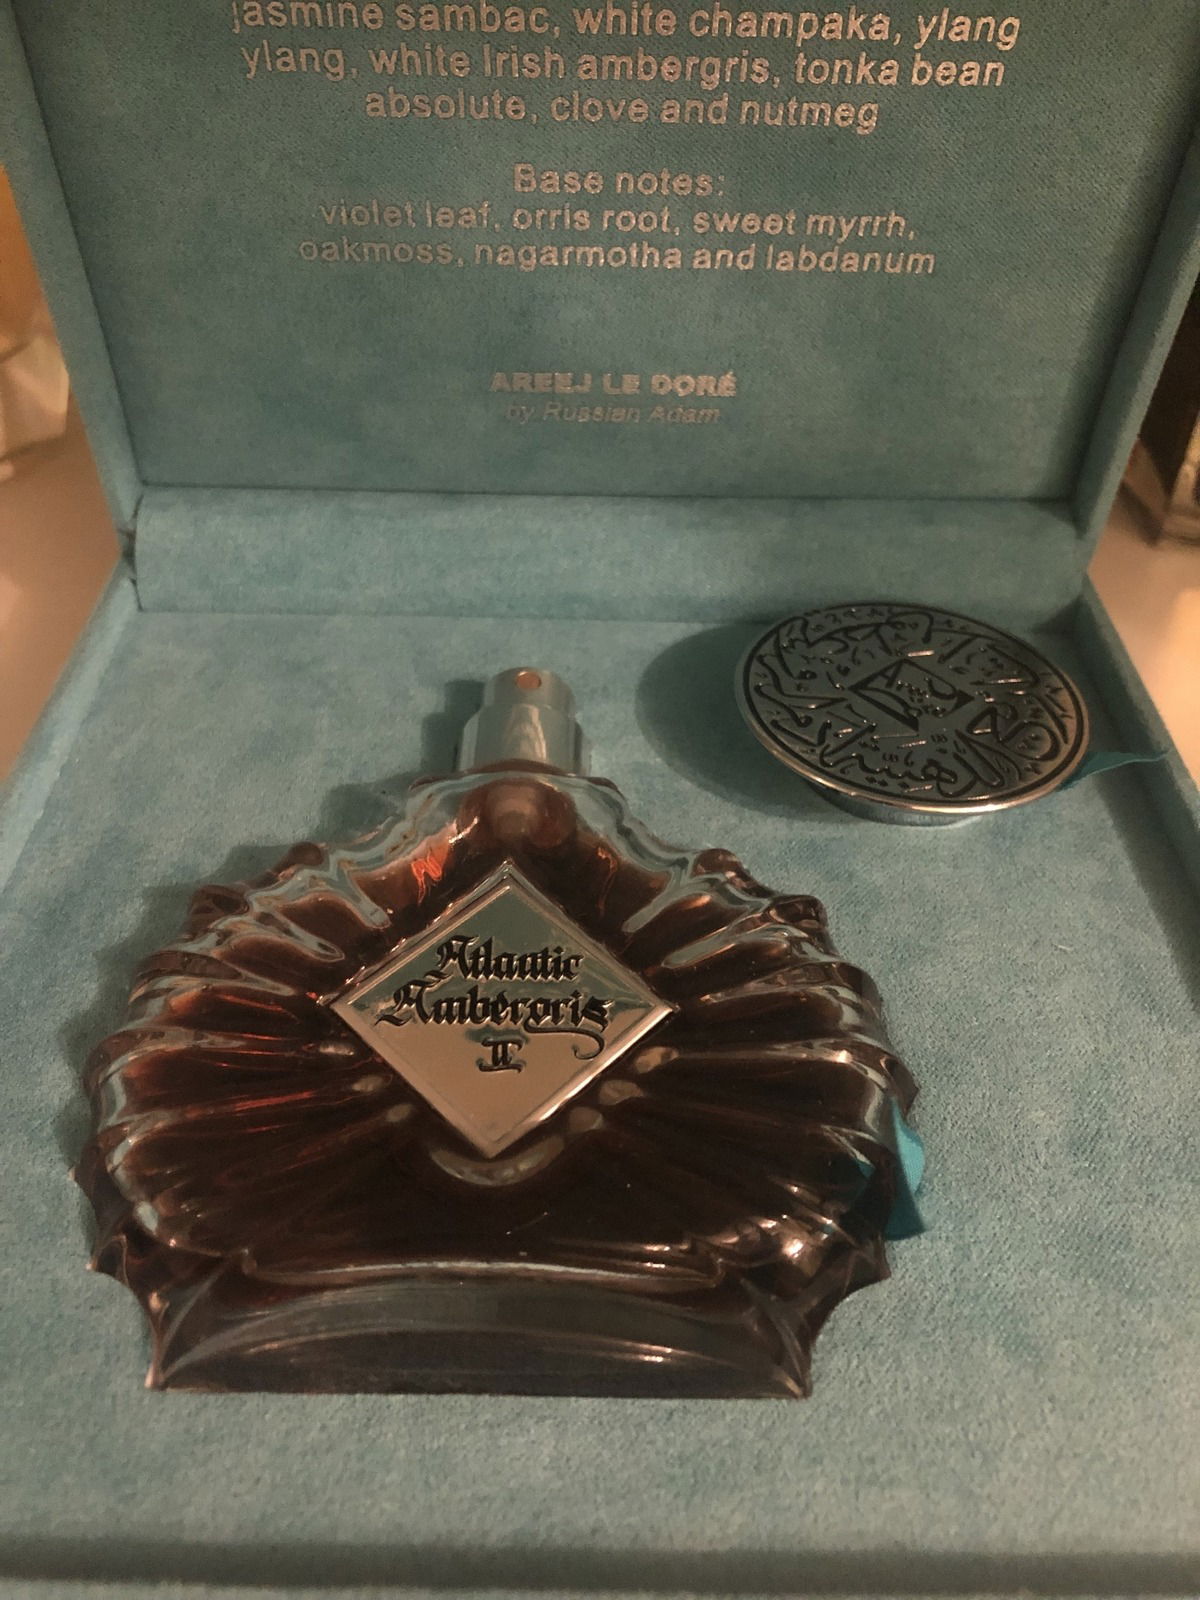 jasmine sambac, white champaka, ylang
ylang, white Irish ambergris, tonka bean
absolute, clove and nutmeg
Base notes:
violet leaf, orris root, sweet myrrh,
oakmoss, nagarmotha and labdanum
AREEJ LE DORÉ
by Russian Adam
الذهبية
Atlantic
Ambergris
II